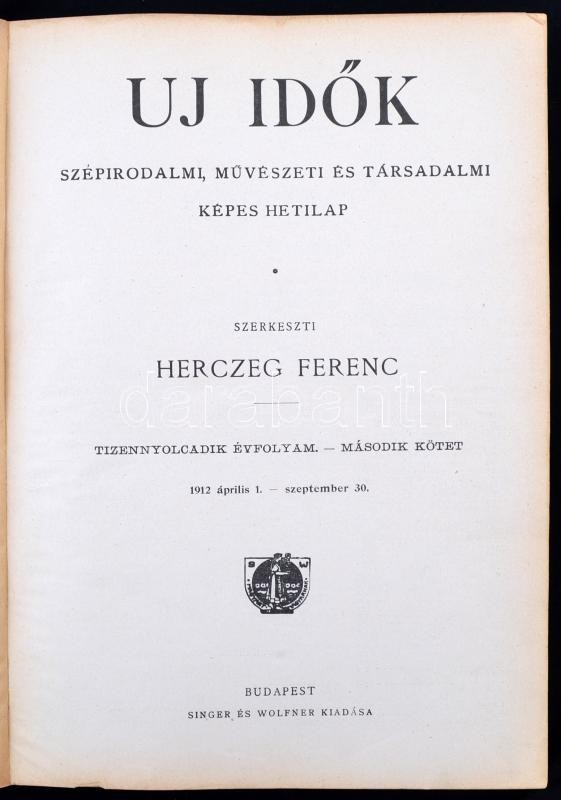 UJ IDŐK
SZÉPIRODALMI, MŰVÉSZETI ÉS TÁRSADALMI
KÉPES HETILAP
SZERKESZTI
HERCZEG FERENC
darabanth
TIZENNYOLCADIK ÉVFOLYAM. — MÁSODIK KÖTET
1912 április 1. — szeptember 30.
S W
BUDAPEST
SINGER ÉS WOLFNER KIADÁSA